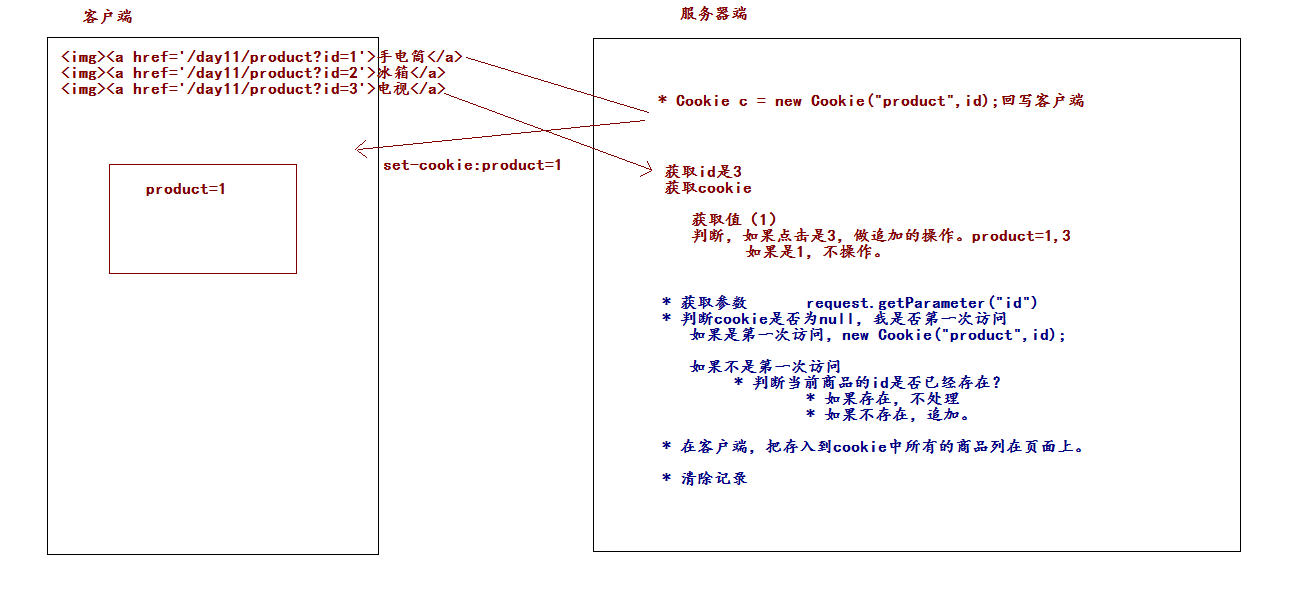 客户端
服务器端
<img><a href='/day11/product?id=1'>手电筒</a>
<img><a href='/day11/product?id=2'>冰箱</a>
<img><a href='/day11/product?id=3'>电视</a>
* Cookie c = new Cookie("product",id);回写客户端
set-cookie:product=1
product=1
获取id是3
获取cookie
获取值（1）
判断，如果点击是3，做追加的操作。product=1,3
如果是1，不操作。
* 获取参数 request.getParameter("id")
* 判断cookie是否为null，我是否第一次访问
如果是第一次访问，new Cookie("product",id);
如果不是第一次访问
* 判断当前商品的id是否已经存在？
* 如果存在，不处理
* 如果不存在，追加。
* 在客户端，把存入到cookie中所有的商品列在页面上。
* 清除记录